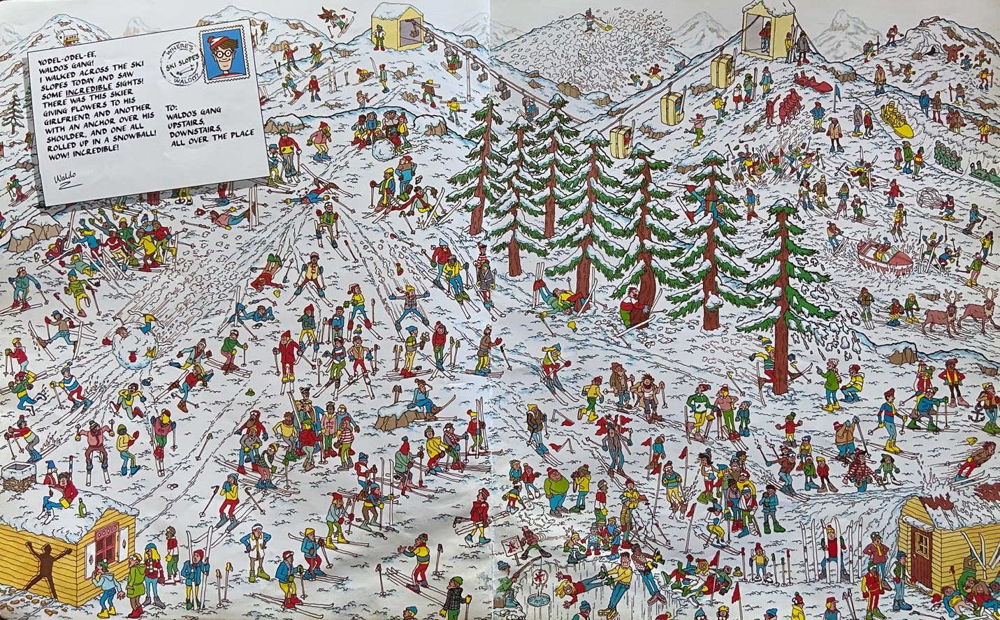 YODEL-ODEL-EE,
WALDO'S GANG!
I WALKED ACROSS THE SKI
SLOPES TODAY AND SAW
SOME INCREDIBLE SIGHTS!
THERE WAS THIS SKIER
GIVING FLOWERS TO HIS
GIRLFRIEND, AND ANOTHER
WITH AN ANCHOR OVER HIS
SHOULDER, AND ONE ALL
ROLLED UP IN A SNOWBALL!
WOW! INCREDIBLE!
Waldo
WHERE'S
SKI SLOPES
WALDO?
TO:
WALDO'S GANG
UPSTAIRS,
DOWNSTAIRS,
ALL OVER THE PLACE